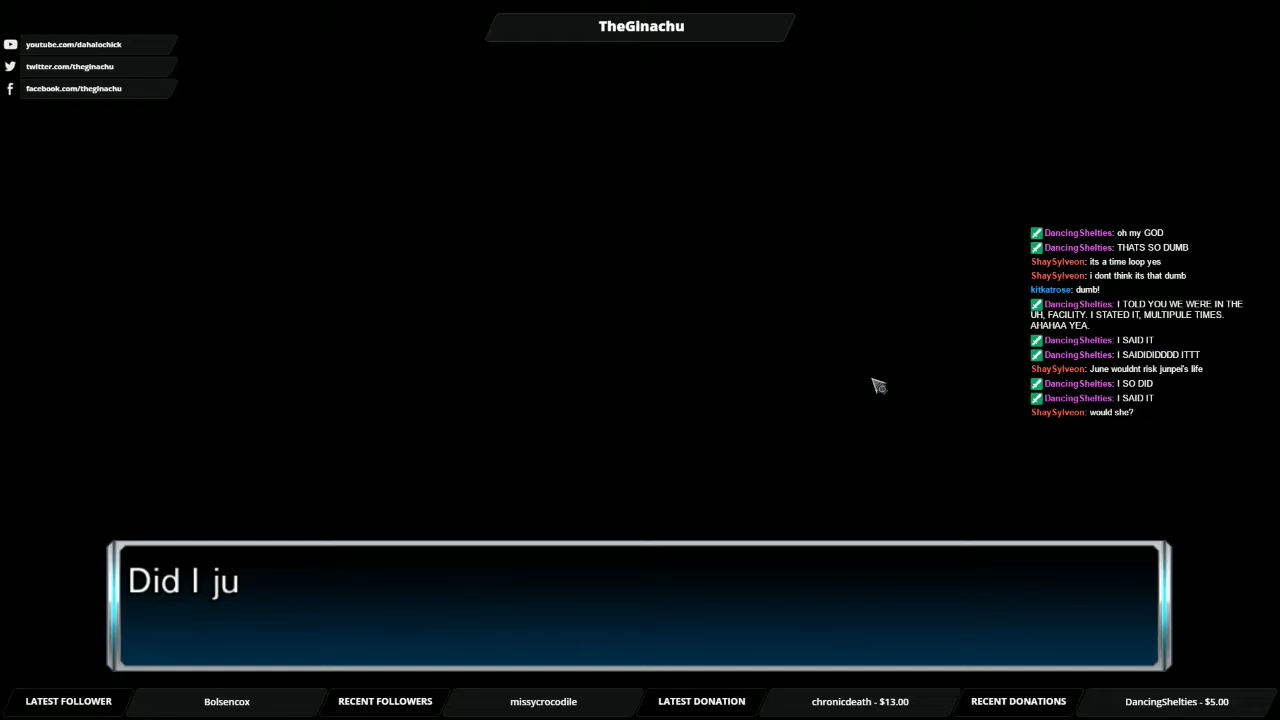 TheGinachu
youtube.com/dahalochick
twitter.com/theginachu
facebook.com/theginachu
DancingShelties: oh my GOD
DancingShelties: THATS SO DUMB
ShaySylveon: its a time loop yes
ShaySylveon: i dont think its that dumb
kitkatrose: dumb!
DancingShelties: I TOLD YOU WE WERE IN THE
UH, FACILITY. I STATED IT, MULTIPULE TIMES.
AHAHAA YEA.
DancingShelties: I SAID IT
DancingShelties: I SAIDIDIDDDD ITTT
ShaySylveon: June wouldnt risk junpei's life
DancingShelties: I SO DID
DancingShelties: I SAID IT
ShaySylveon: would she?
Did I ju
LATEST FOLLOWER Bolsencox RECENT FOLLOWERS missycrocodile LATEST DONATION chronicdeath - $13.00 RECENT DONATIONS DancingShelties - $5.00